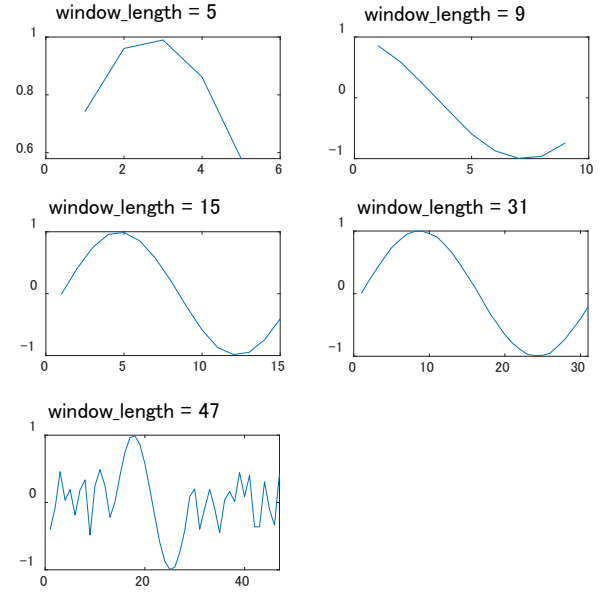 window_length = 5
1
0.8
0.6
0 2 4 6
window_length = 9
1
0
-1
0 5 10
window_length = 15
1
0
-1
0 5 10 15
window_length = 31
1
0
-1
0 10 20 30
window_length = 47
1
0
-1
0 20 40